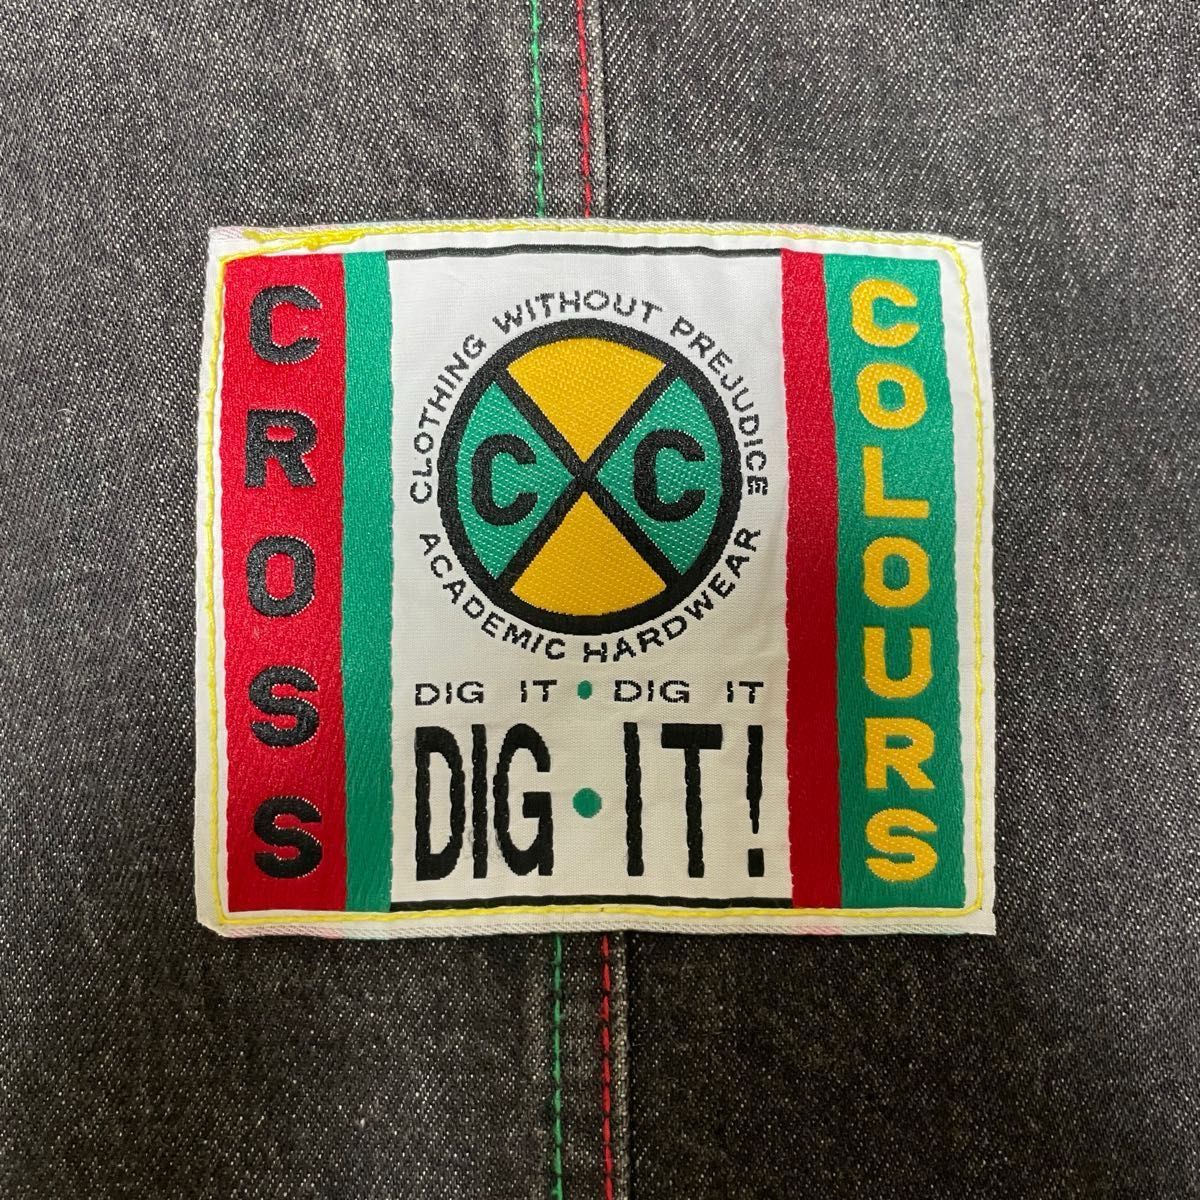 CROSS
COLOURS
CLOTHING WITHOUT PREJUDICE
C C
ACADEMIC HARDWEAR
DIG IT • DIG IT
DIG • IT!